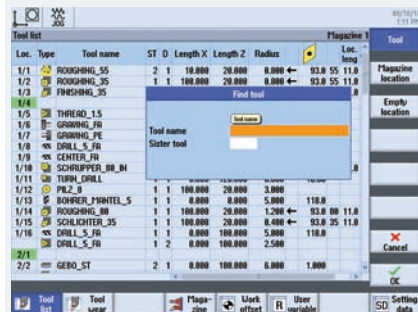 JOG
Tool list Magazine 1
Loc. Type Tool name ST D Length X Length Z Radius Loc. leng
1/1 ROUGHING_55 2 1 10.000 20.000 0.000 ← 93.0 55 11.0
1/2 ROUGHING_35 1 1 100.000 20.000 0.000 ← 93.0 55 11.0
1/3 FINISHING_35
1/4
1/5 THREAD_1.5
1/6 GRAVING_FA
1/7 GRAVING_PE
1/8 DRILL_5_FR
1/9 CENTER_FR
1/10 SCHRUPPER_80_IN
1/11 TURN_DRILL
1/12 PILZ_8 1 1 100.000 20.000 3.000
1/13 BOHRER_MANTEL_5 1 1 0.000 5.000 118.0
1/14 ROUGHING_80 1 1 100.000 20.000 1.200 ← 93.0 80 11.0
1/15 SCHLICHTER_35 1 1 100.000 20.000 0.400 ← 93.0 35 11.0
1/16 DRILL_5_FR 1 1 0.000 100.000 5.000 118.0
DRILL_5_FR 1 2 0.000 100.000 2.500
2/1
2/2 GEBO_ST 2 1 0.000 100.000 6.000 1.000
Find tool
Tool name
Tool name
Sister tool
Tool
Magazine location
Empty location
Cancel
OK
Tool list
Tool wear
Magazine
Work offset
R User variable
SD Setting data